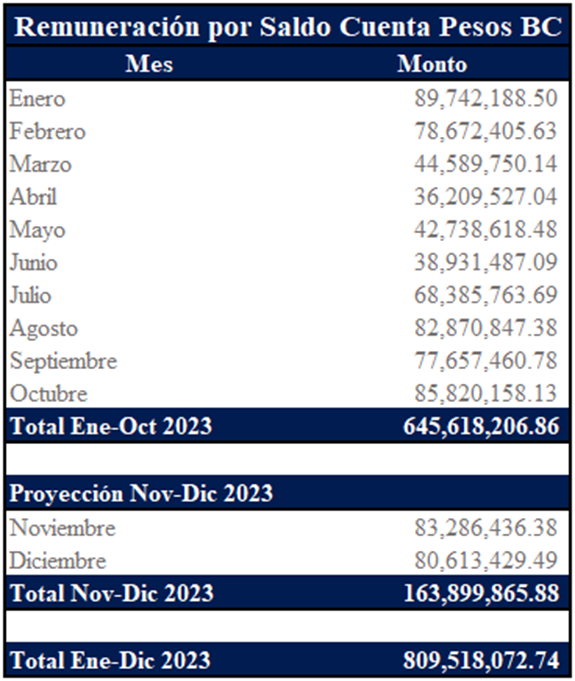 Remuneración por Saldo Cuenta Pesos BC
Mes Monto
Enero 89,742,188.50
Febrero 78,672,405.63
Marzo 44,589,750.14
Abril 36,209,527.04
Mayo 42,738,618.48
Junio 38,931,487.09
Julio 68,385,763.69
Agosto 82,870,847.38
Septiembre 77,657,460.78
Octubre 85,820,158.13
Total Ene-Oct 2023 645,618,206.86
Proyección Nov-Dic 2023
Noviembre 83,286,436.38
Diciembre 80,613,429.49
Total Nov-Dic 2023 163,899,865.88
Total Ene-Dic 2023 809,518,072.74